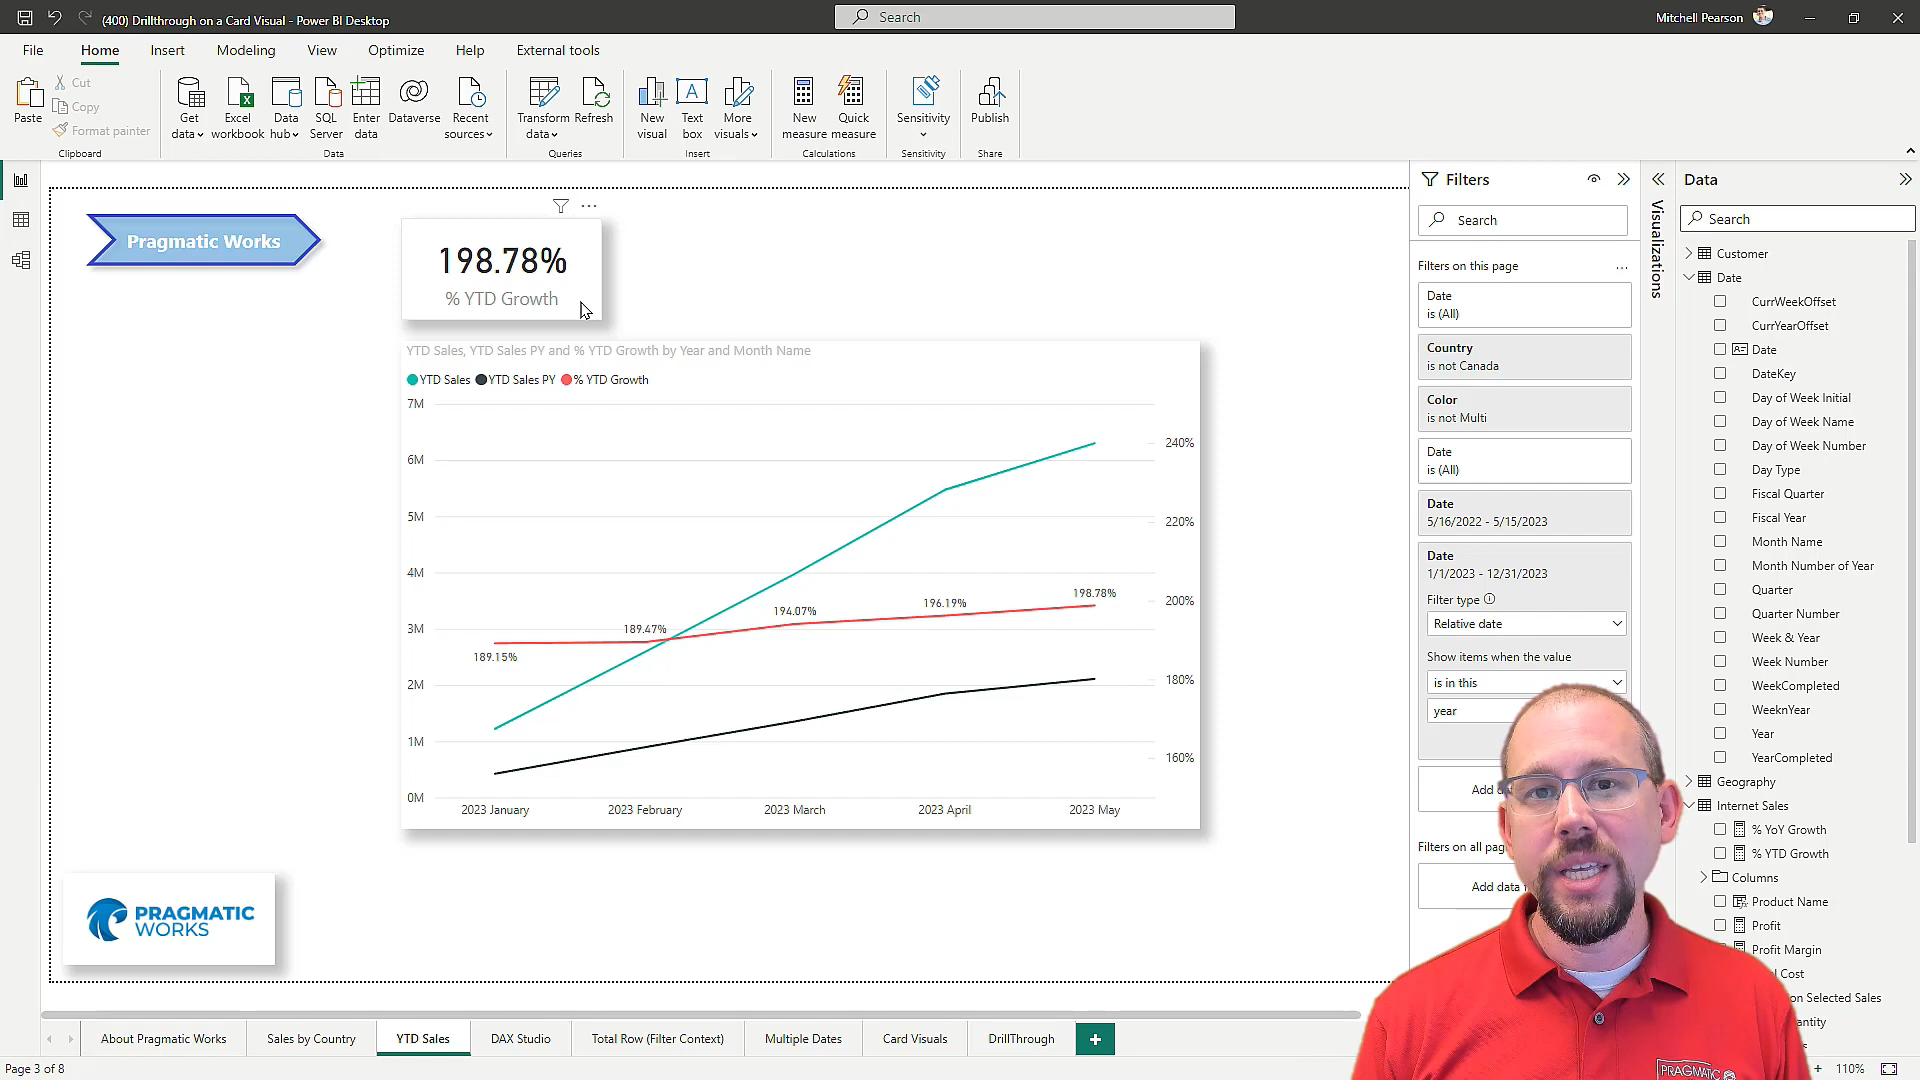 (400) Drillthrough on a Card Visual - Power BI Desktop
Search
Mitchell Pearson
File
Home
Insert
Modeling
View
Optimize
Help
External tools
Paste
Cut
Copy
Format painter
Clipboard
Get data
Excel workbook
Data hub
SQL Server
Enter data
Dataverse
Recent sources
Data
Transform data
Refresh
Queries
New visual
Text box
More visuals
Insert
New measure
Quick measure
Calculations
Sensitivity
Sensitivity
Publish
Share
Pragmatic Works
198.78%
% YTD Growth
YTD Sales, YTD Sales PY and % YTD Growth by Year and Month Name
YTD Sales
YTD Sales PY
% YTD Growth
7M
6M
5M
4M
3M
2M
1M
0M
240%
220%
200%
180%
160%
189.15%
189.47%
194.07%
196.19%
198.78%
2023 January
2023 February
2023 March
2023 April
2023 May
PRAGMATIC
WORKS
Filters
Search
Filters on this page
Date
is (All)
Country
is not Canada
Color
is not Multi
Date
is (All)
Date
5/16/2022 - 5/15/2023
Date
1/1/2023 - 12/31/2023
Filter type
Relative date
Show items when the value
is in this
year
Filters on all
Add data
Visualizations
Data
Search
Customer
Date
CurrWeekOffset
CurrYearOffset
Date
DateKey
Day of Week Initial
Day of Week Name
Day of Week Number
Day Type
Fiscal Quarter
Fiscal Year
Month Name
Month Number of Year
Quarter
Quarter Number
Week & Year
Week Number
WeekCompleted
WeeknYear
Year
YearCompleted
Geography
Internet Sales
% YoY Growth
% YTD Growth
Columns
Product Name
Profit
Profit Margin
Cost
on Selected Sales
PRAGMATIC
About Pragmatic Works
Sales by Country
YTD Sales
DAX Studio
Total Row (Filter Context)
Multiple Dates
Card Visuals
DrillThrough
+
Page 3 of 8
+ 110%